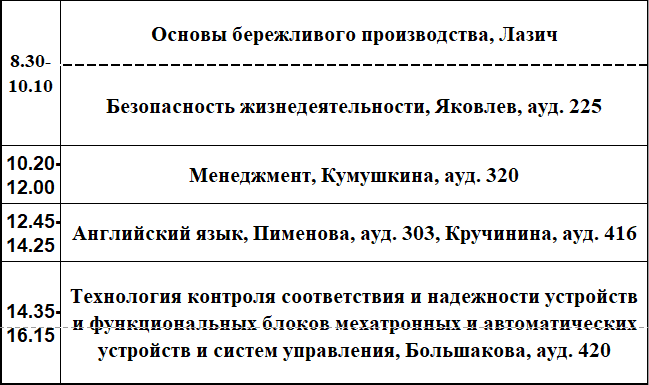 8.30-
10.10
Основы бережливого производства, Лазич
Безопасность жизнедеятельности, Яковлев, ауд. 225
10.20-
12.00
Менеджмент, Кумушкина, ауд. 320
12.45-
14.25
Английский язык, Пименова, ауд. 303, Кручинина, ауд. 416
14.35-
16.15
Технология контроля соответствия и надежности устройств
и функциональных блоков мехатронных и автоматических
устройств и систем управления, Большакова, ауд. 420